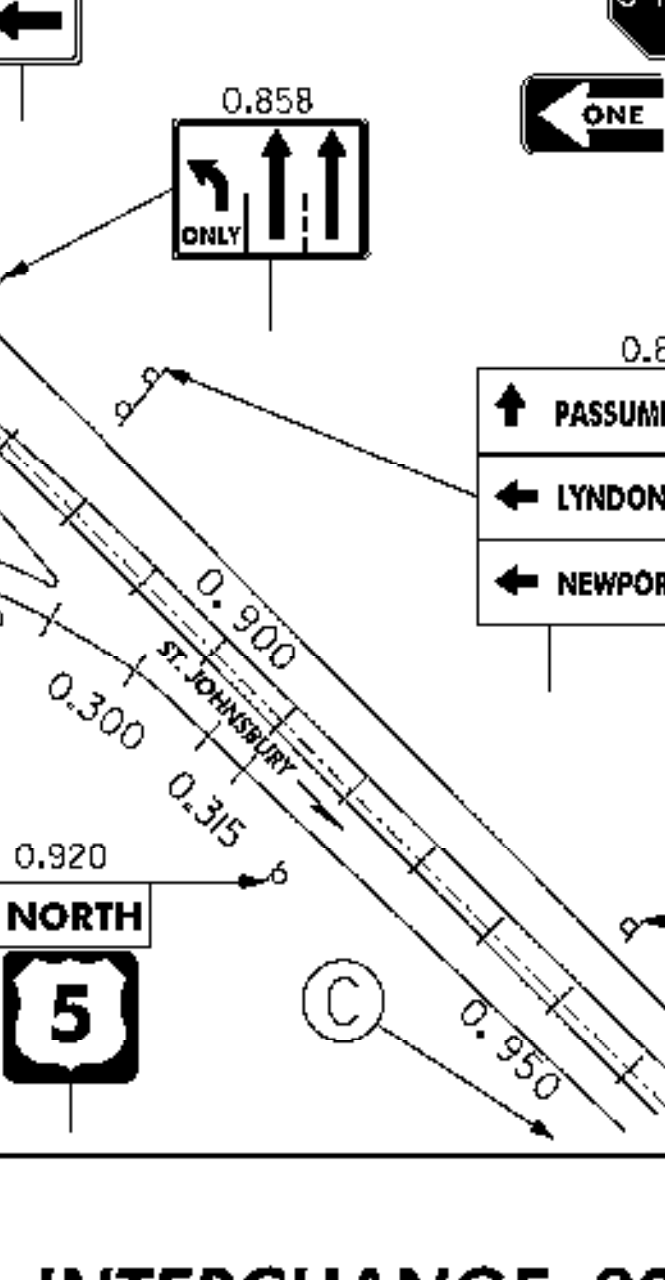 0.858
ONLY
ONE
PASSUM
LYNDON
NEWPOR
0.900
ST. JOHNSBURY
0.300
0.315
0.920
NORTH
5
C
0.950
INTERCHANGE